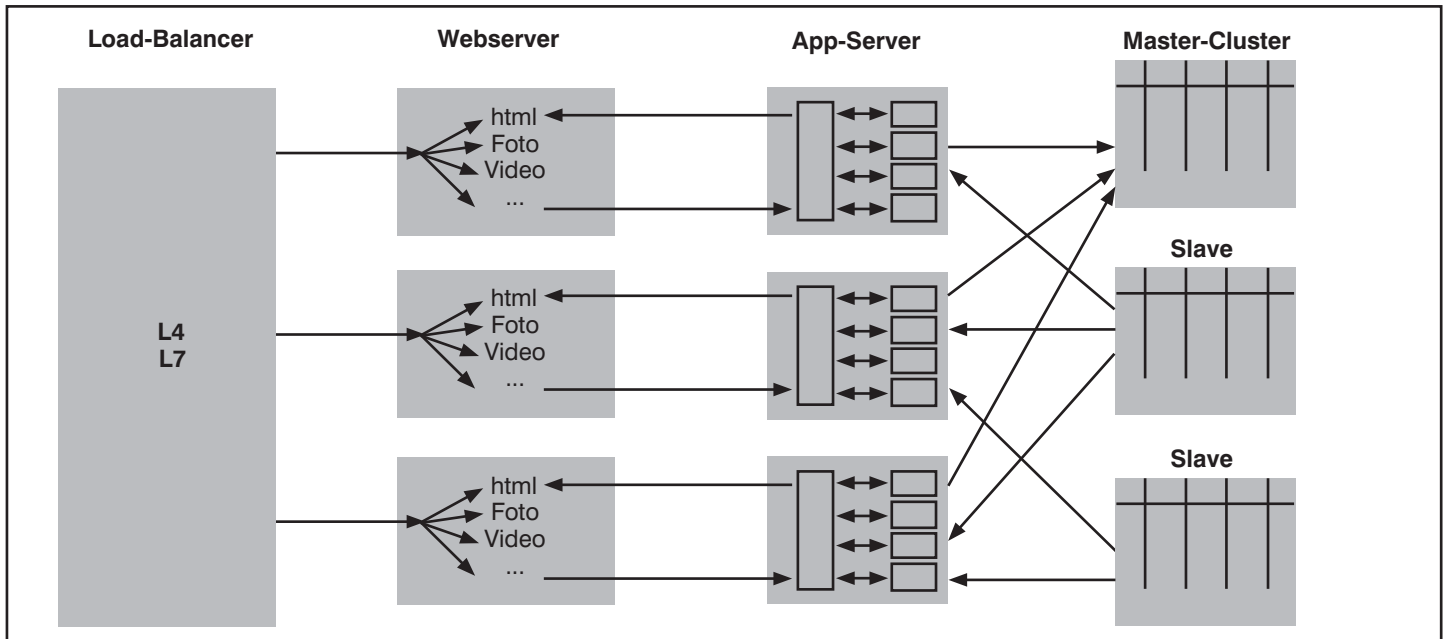 Load-Balancer
Webserver
App-Server
Master-Cluster
L4
L7
html
Foto
Video
...
html
Foto
Video
...
html
Foto
Video
...
Slave
Slave